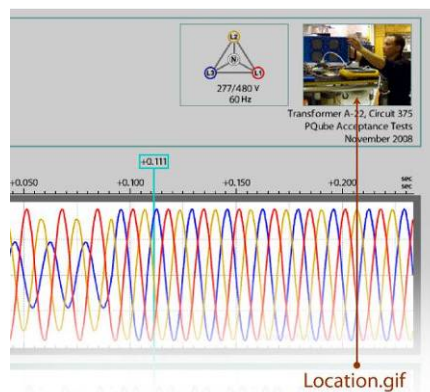 L2
N
L3
L1
277/480 V
60 Hz
Transformer A-22, Circuit 375
PQube Acceptance Tests
November 2008
+0.111
+0.050
+0.100
+0.150
+0.200
sec
sec
Location.gif